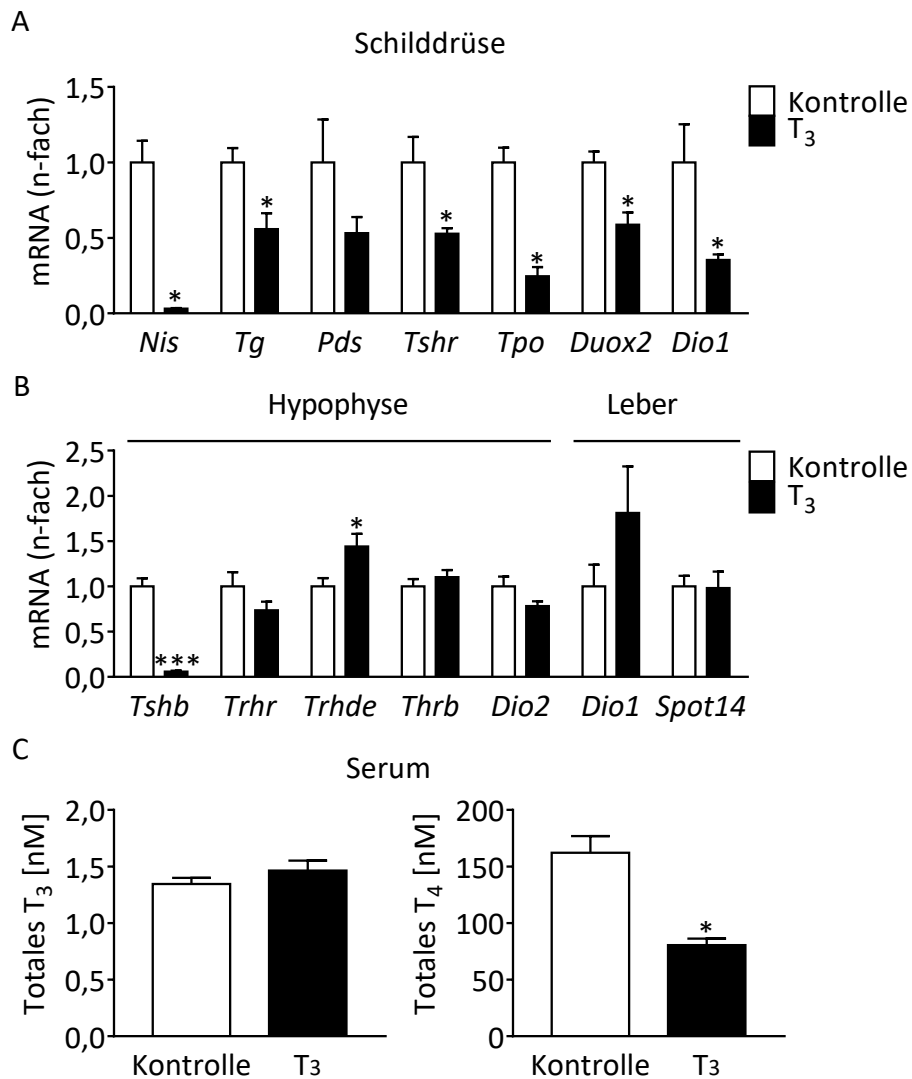 A
Schilddrüse
mRNA (n-fach)
1,5
1,0
0,5
0,0
Kontrolle
T3
* * * * * *
Nis Tg Pds Tshr Tpo Duox2 Dio1
B
Hypophyse Leber
mRNA (n-fach)
2,5
2,0
1,5
1,0
0,5
0,0
Kontrolle
T3
*** *
Tshb Trhr Trhde Thrb Dio2 Dio1 Spot14
C
Serum
Totales T3 [nM]
2,0
1,5
1,0
0,5
0,0
Kontrolle T3
Totales T4 [nM]
200
150
100
50
0
*
Kontrolle T3